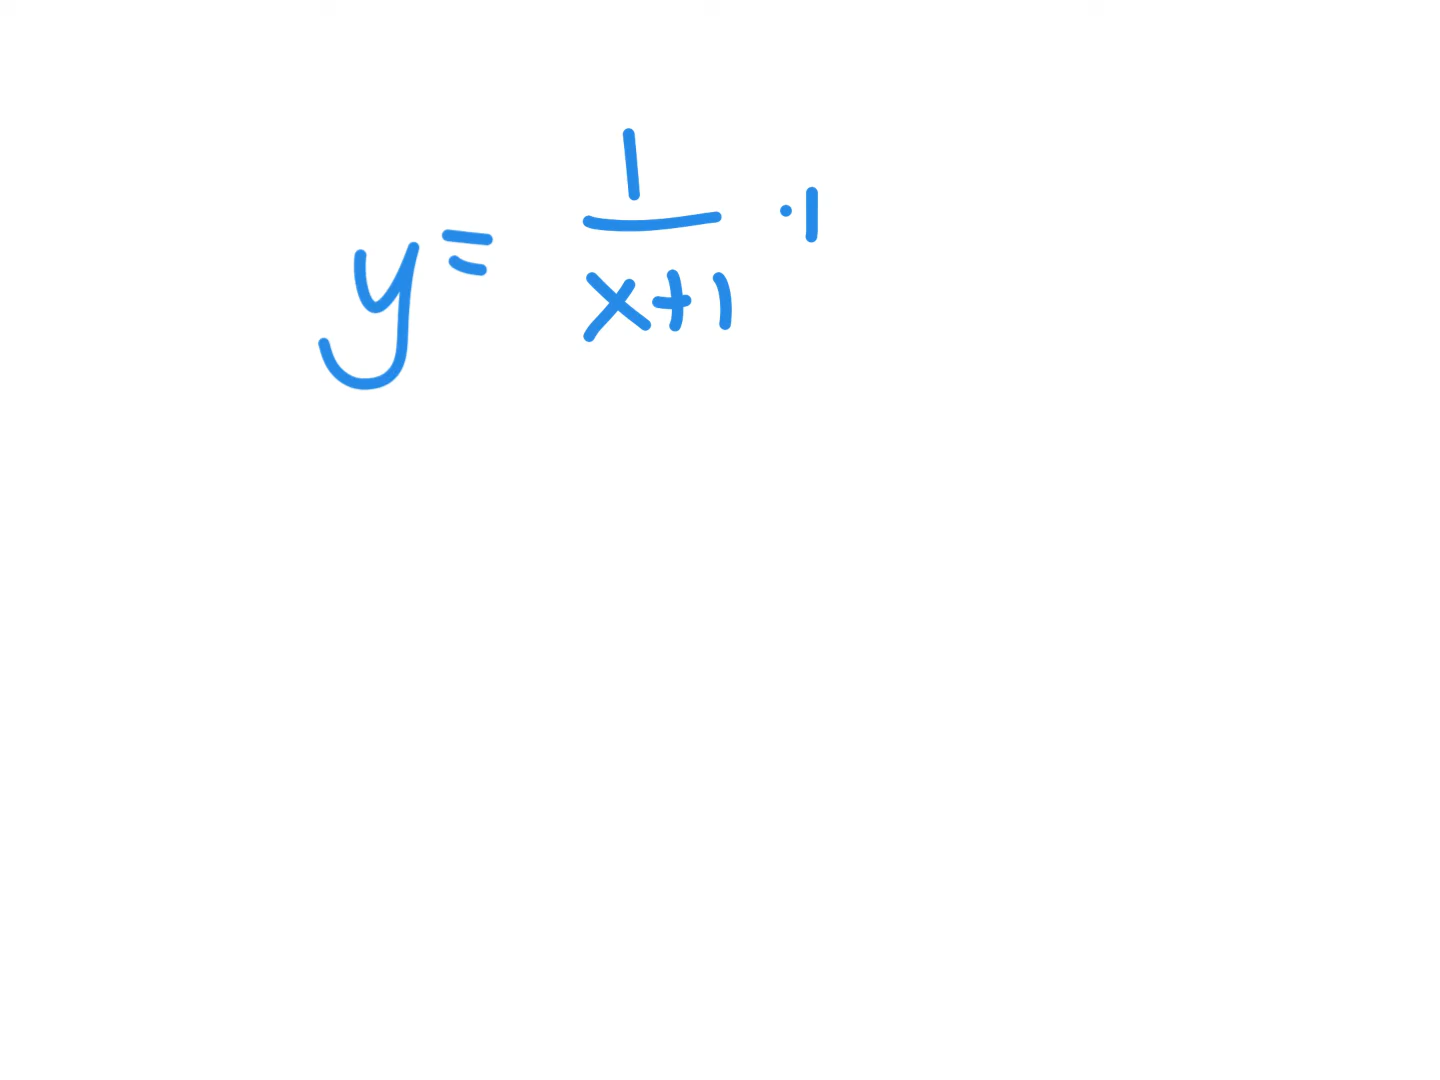 y = 1/(x+1) · 1